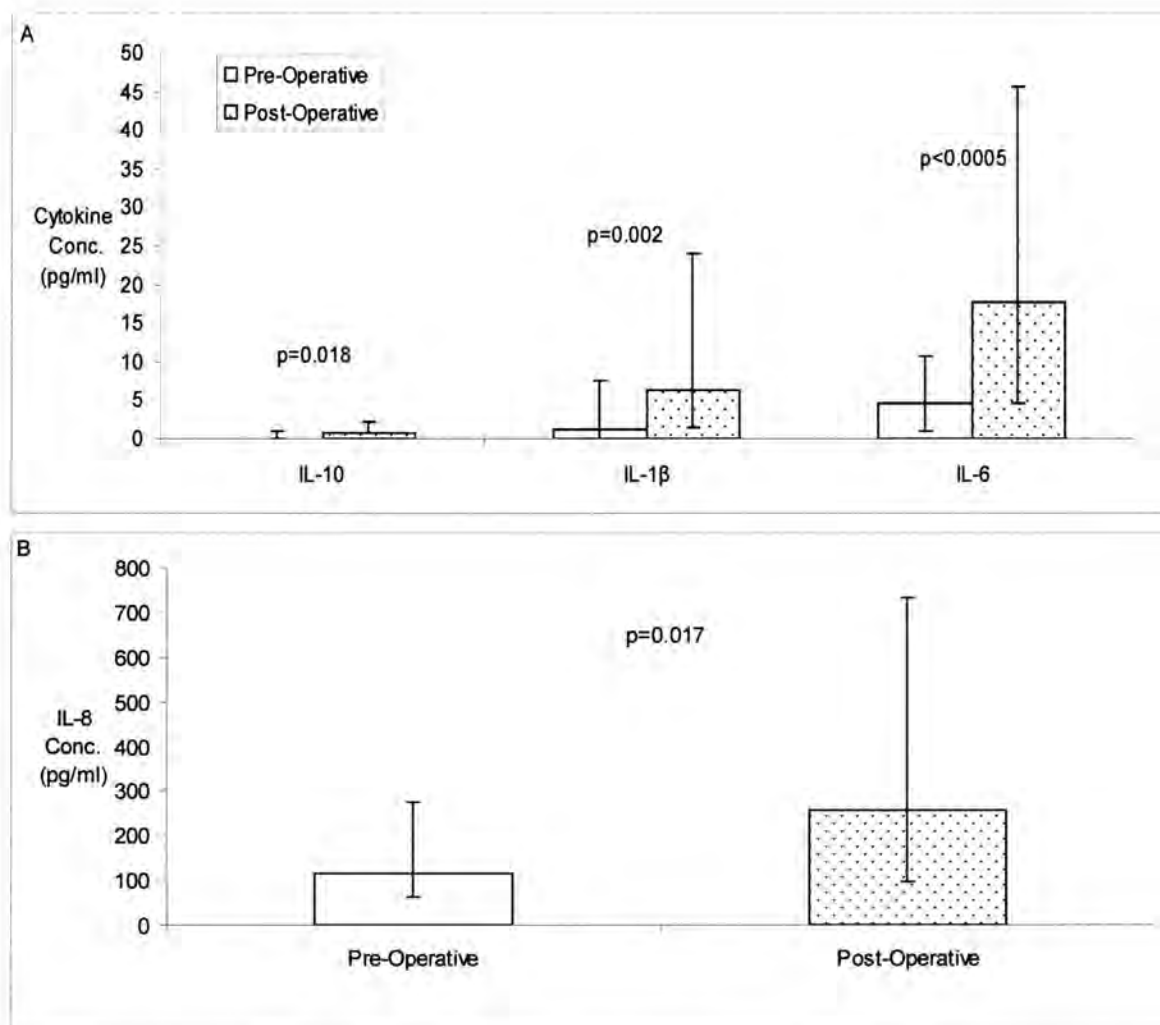 A
50
45
40
35
30
25
20
15
10
5
0
Cytokine
Conc.
(pg/ml)
Pre-Operative
Post-Operative
p=0.018
p=0.002
p<0.0005
IL-10
IL-1β
IL-6
B
800
700
600
500
400
300
200
100
0
IL-8
Conc.
(pg/ml)
p=0.017
Pre-Operative
Post-Operative